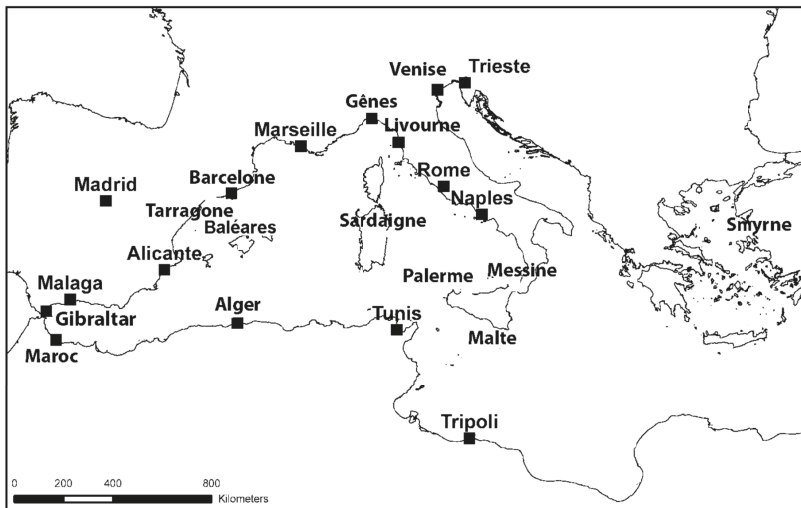 Venise
Trieste
Gênes
Livourne
Marseille
Rome
Barcelone
Madrid
Naples
Tarragone
Sardaigne
Baléares
Smyrne
Alicante
Palerme
Messine
Malaga
Alger
Tunis
Gibraltar
Malte
Maroc
Tripoli
0 200 400 800
Kilometers